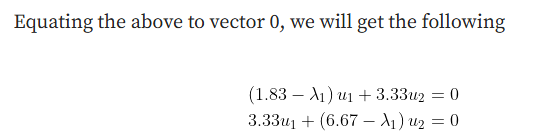 Equating the above to vector 0, we will get the following
(1.83 − λ₁) u₁ + 3.33u₂ = 0
3.33u₁ + (6.67 − λ₁) u₂ = 0